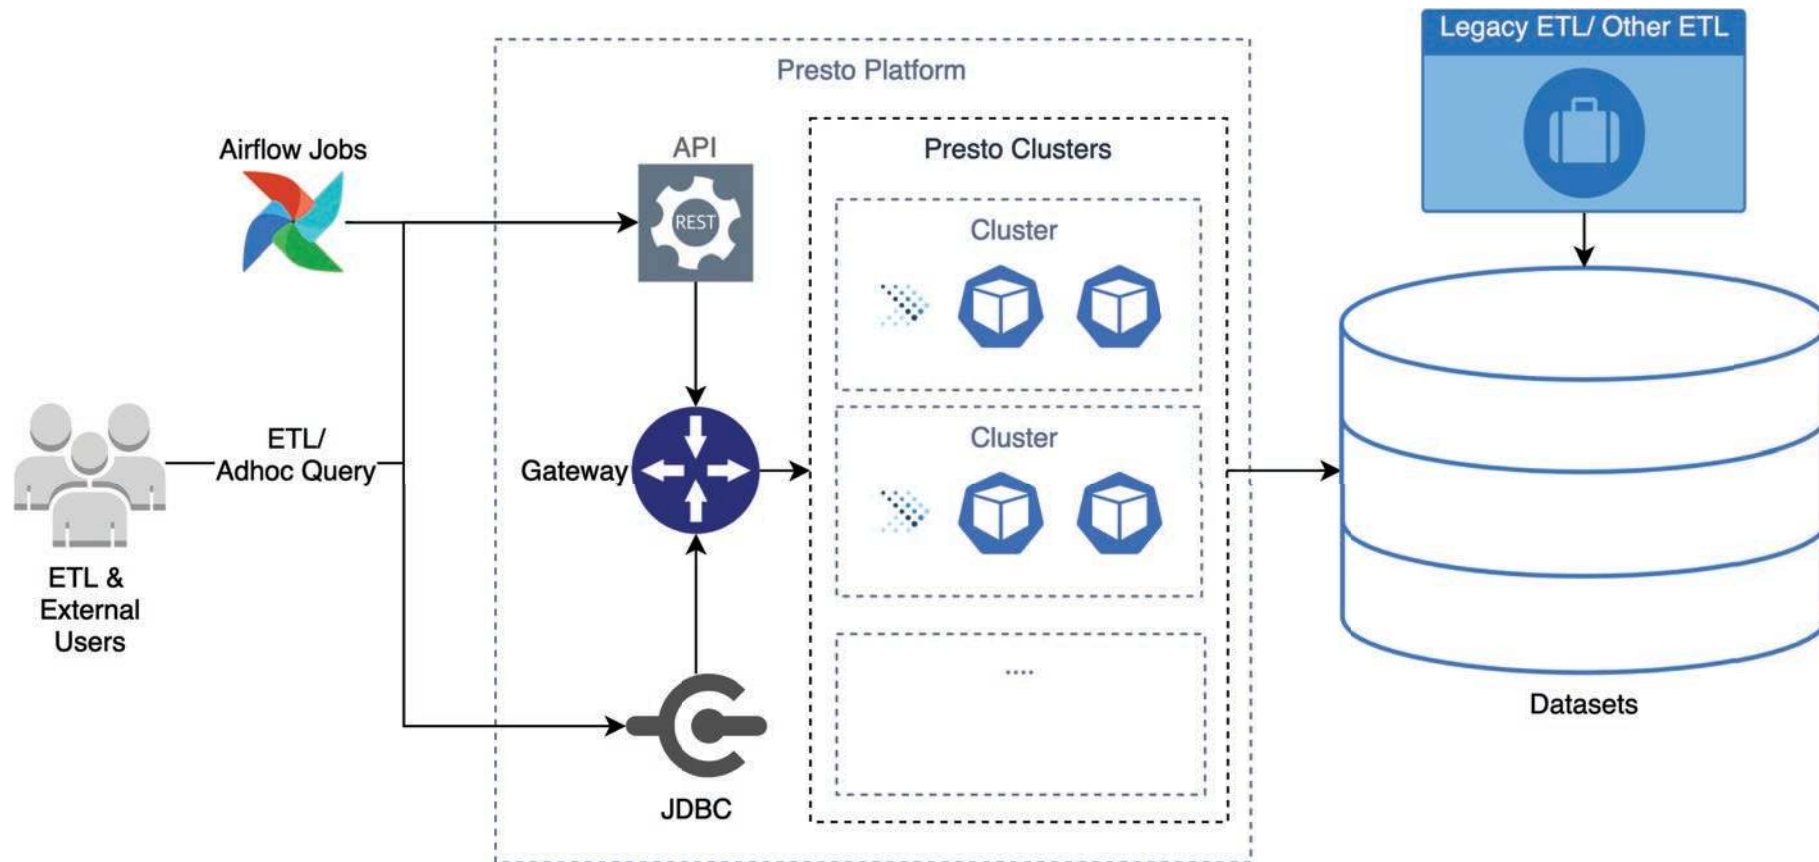 Legacy ETL/ Other ETL
Presto Platform
Airflow Jobs
API
REST
Presto Clusters
Cluster
ETL/
Adhoc Query
Gateway
Cluster
ETL &
External
Users
....
JDBC
Datasets